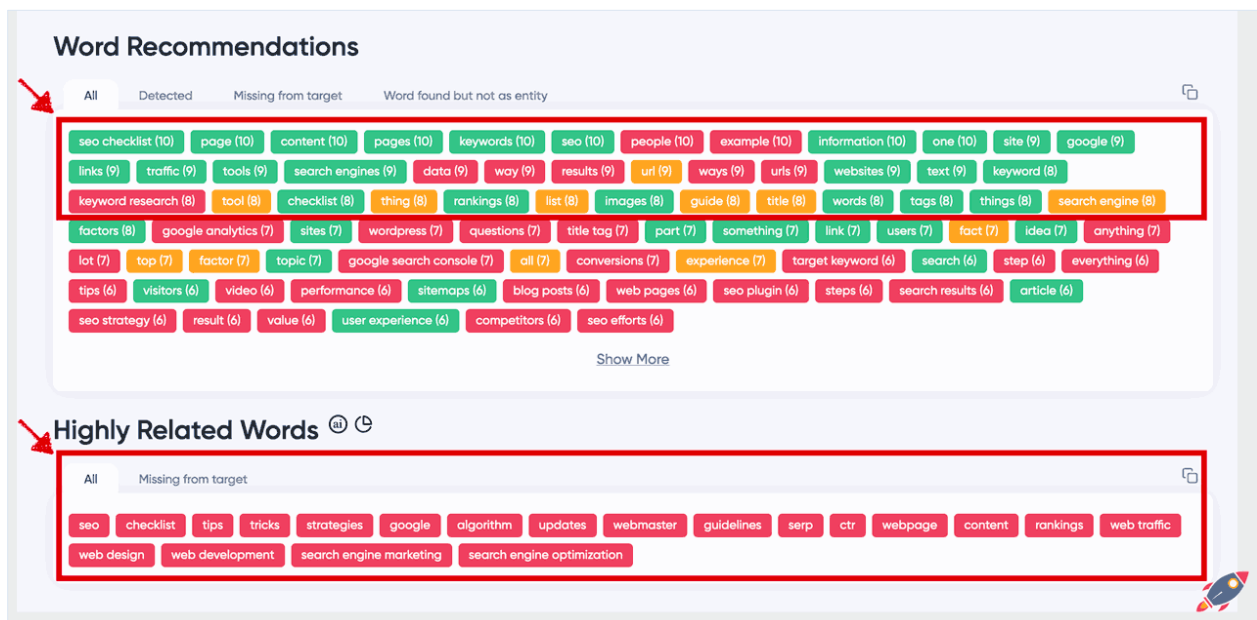 Word Recommendations
All Detected Missing from target Word found but not as entity
seo checklist (10) page (10) content (10) pages (10) keywords (10) seo (10) people (10) example (10) information (10) one (10) site (9) google (9)
links (9) traffic (9) tools (9) search engines (9) data (9) way (9) results (9) url (9) ways (9) urls (9) websites (9) text (9) keyword (8)
keyword research (8) tool (8) checklist (8) thing (8) rankings (8) list (8) images (8) guide (8) title (8) words (8) tags (8) things (8) search engine (8)
factors (8) google analytics (7) sites (7) wordpress (7) questions (7) title tag (7) part (7) something (7) link (7) users (7) fact (7) idea (7) anything (7)
lot (7) top (7) factor (7) topic (7) google search console (7) all (7) conversions (7) experience (7) target keyword (6) search (6) step (6) everything (6)
tips (6) visitors (6) video (6) performance (6) sitemaps (6) blog posts (6) web pages (6) seo plugin (6) steps (6) search results (6) article (6)
seo strategy (6) result (6) value (6) user experience (6) competitors (6) seo efforts (6)
Show More
Highly Related Words ai
All Missing from target
seo checklist tips tricks strategies google algorithm updates webmaster guidelines serp ctr webpage content rankings web traffic
web design web development search engine marketing search engine optimization